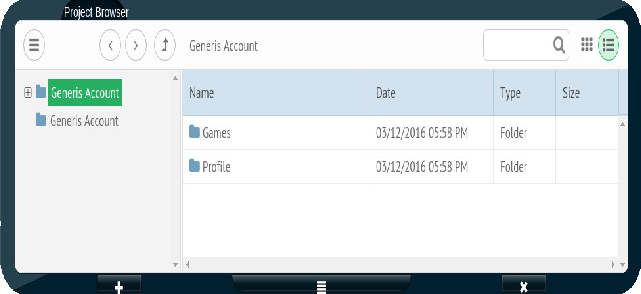 Project Browser
Generis Account
Generis Account
Generis Account
Name Date Type Size
Games 03/12/2016 05:58 PM Folder
Profile 03/12/2016 05:58 PM Folder